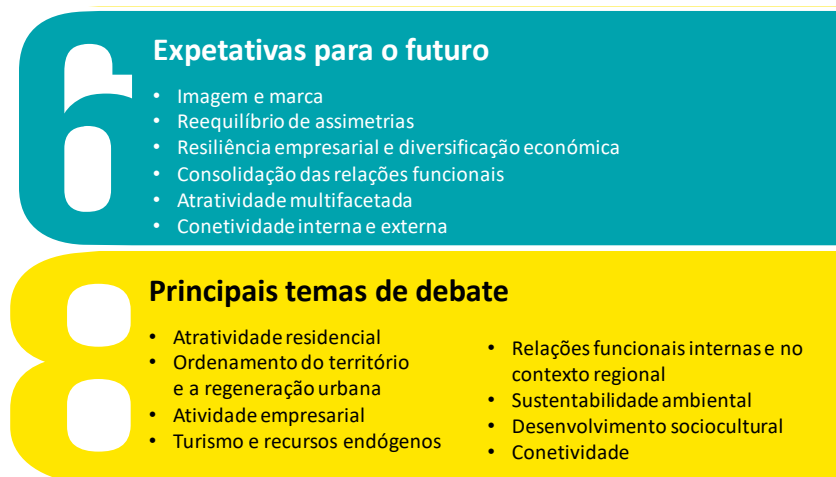 6
Expetativas para o futuro
• Imagem e marca
• Reequilíbrio de assimetrias
• Resiliência empresarial e diversificação económica
• Consolidação das relações funcionais
• Atratividade multifacetada
• Conetividade interna e externa
8
Principais temas de debate
• Atratividade residencial
• Ordenamento do território
e a regeneração urbana
• Atividade empresarial
• Turismo e recursos endógenos
• Relações funcionais internas e no
contexto regional
• Sustentabilidade ambiental
• Desenvolvimento sociocultural
• Conetividade